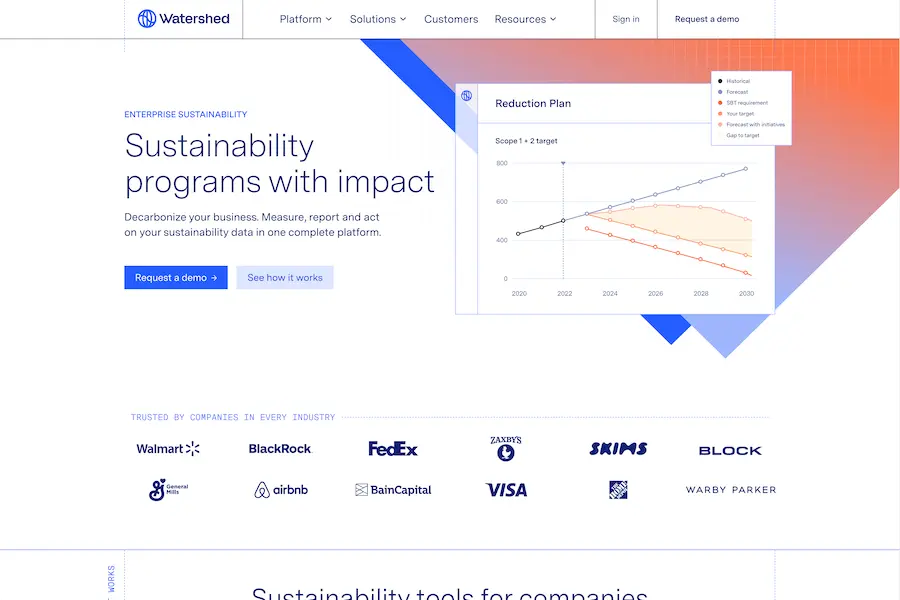 Watershed
Platform
Solutions
Customers
Resources
Sign in
Request a demo
ENTERPRISE SUSTAINABILITY
Sustainability
programs with impact
Decarbonize your business. Measure, report and act
on your sustainability data in one complete platform.
Request a demo →
See how it works
Reduction Plan
Historical
Forecast
SBT requirement
Your target
Forecast with initiatives
Gap to target
Scope 1 + 2 target
800
600
400
0
2020
2022
2024
2026
2028
2030
TRUSTED BY COMPANIES IN EVERY INDUSTRY
Walmart
BlackRock
FedEx
ZAXBY'S
SKIMS
BLOCK
General
Mills
airbnb
BainCapital
VISA
WARBY PARKER
WORKS
Sustainability tools for companies